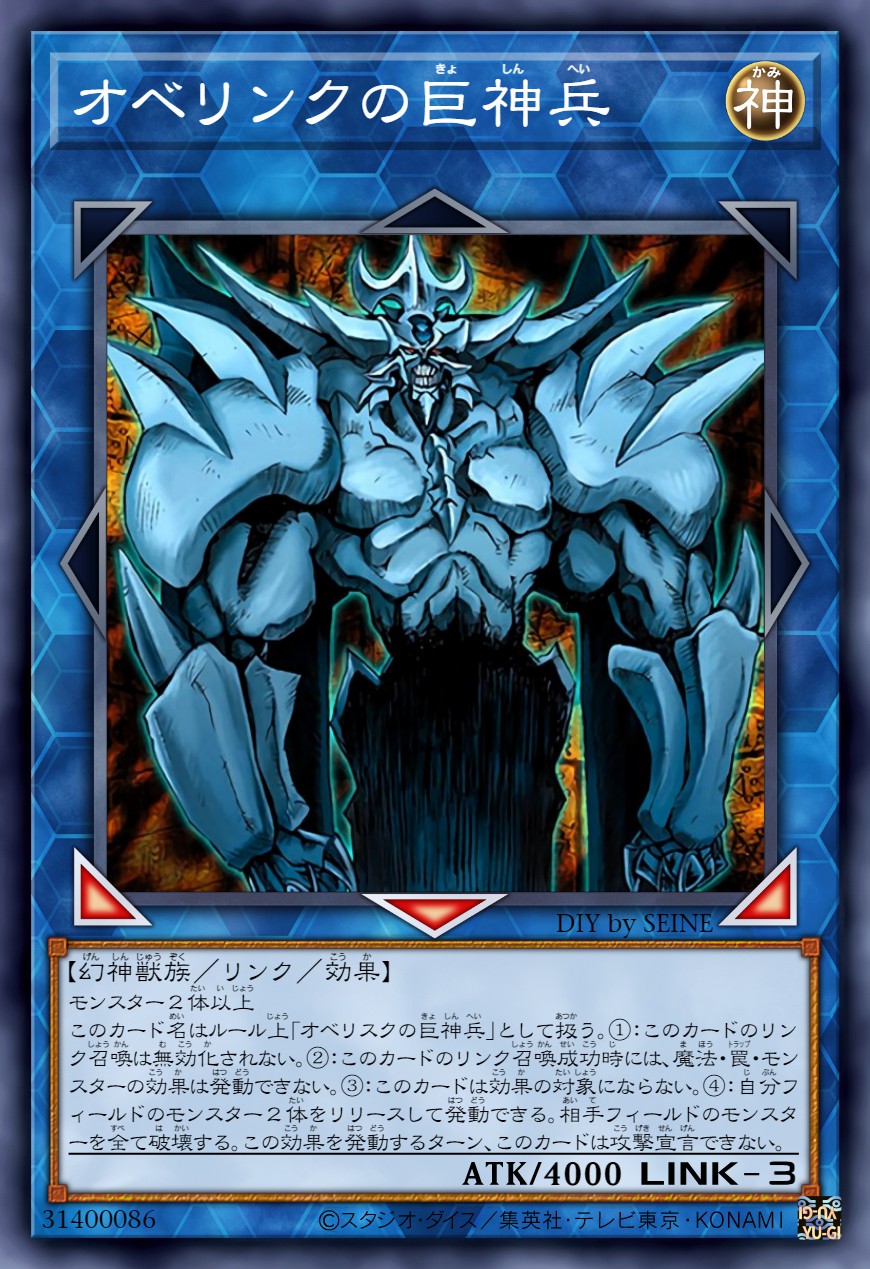 オベリンクの巨神兵
神
DIY by SEINE
【幻神獣族/リンク/効果】
モンスター2体以上
このカード名はルール上「オベリスクの巨神兵」として扱う。①:このカードのリン
ク召喚は無効化されない。②:このカードのリンク召喚成功時には、魔法・罠・モン
スターの効果は発動できない。③:このカードは効果の対象にならない。④:自分フ
ィールドのモンスター2体をリリースして発動できる。相手フィールドのモンスタ
ーを全て破壊する。この効果を発動するターン、このカードは攻撃宣言できない。
ATK/4000 LINK-3
31400086 ©スタジオ・ダイス/集英社・テレビ東京・KONAMI